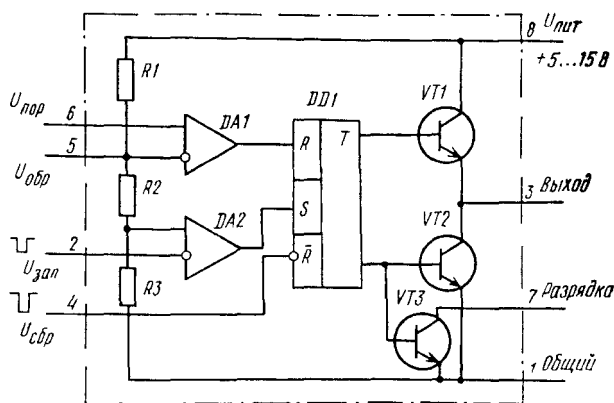 8 Uпит
+5...15В
R1
VT1
DD1
Uпор 6
DA1
R T
5
Uобр
R2
DA2
S
3 Выход
VT2
2
Uзап
R̄
R3
VT3
7 Разрядка
4
Uсбр
1 Общий